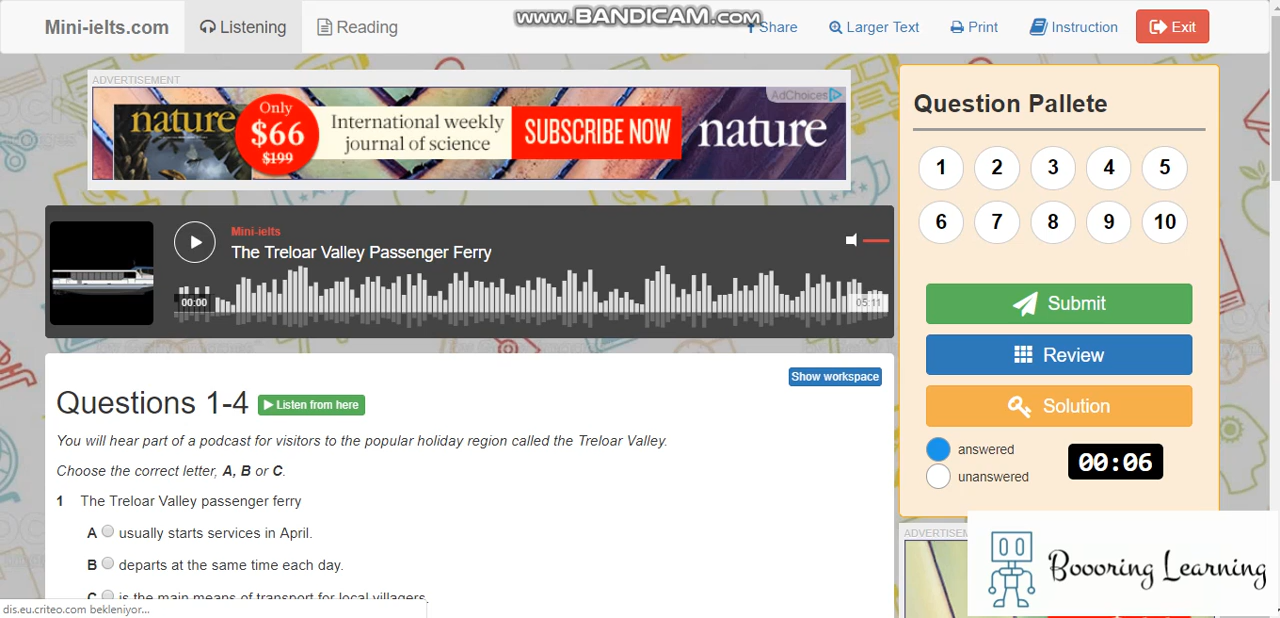 www.BANDICAM.com
Mini-ielts.com Listening Reading Share Larger Text Print Instruction Exit
ADVERTISEMENT
AdChoices
nature
Only
$66
$199
International weekly
journal of science
SUBSCRIBE NOW
nature
Mini-ielts
The Treloar Valley Passenger Ferry
00:00
05:11
Show workspace
Questions 1-4 Listen from here
You will hear part of a podcast for visitors to the popular holiday region called the Treloar Valley.
Choose the correct letter, A, B or C.
1 The Treloar Valley passenger ferry
A usually starts services in April.
B departs at the same time each day.
C is the main means of transport for local villagers.
dis.eu.criteo.com bekleniyor...
Question Pallete
1 2 3 4 5
6 7 8 9 10
Submit
Review
Solution
answered
unanswered
00:06
ADVERTISEM
Boooring Learning